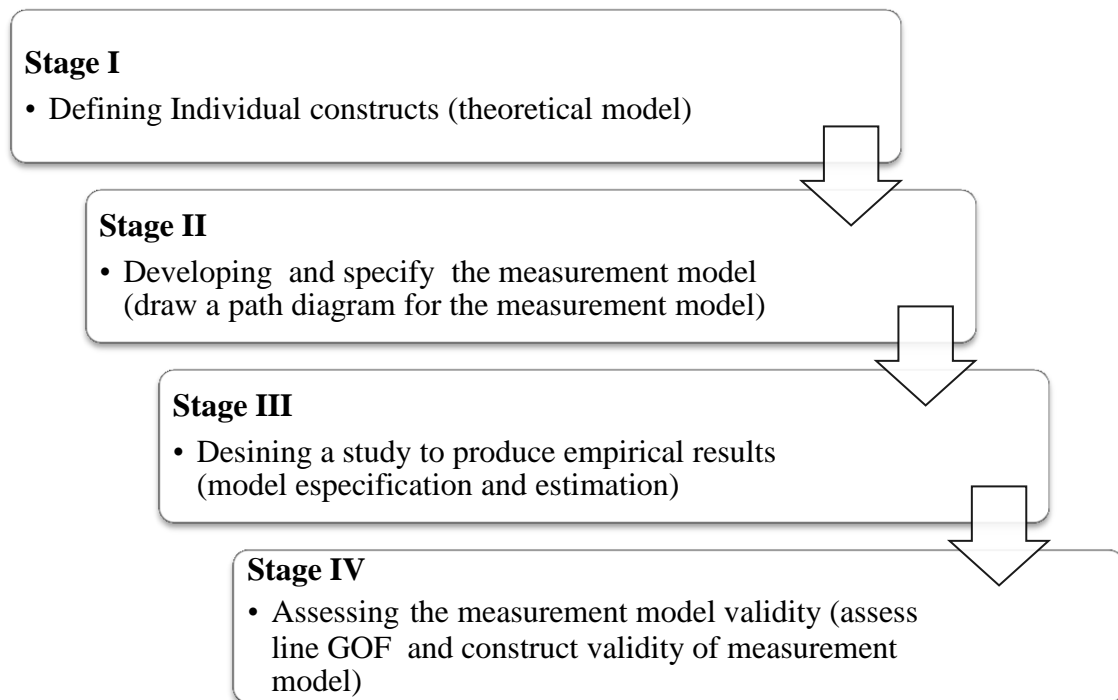 Stage I
• Defining Individual constructs (theoretical model)
Stage II
• Developing and specify the measurement model
(draw a path diagram for the measurement model)
Stage III
• Desining a study to produce empirical results
(model especification and estimation)
Stage IV
• Assessing the measurement model validity (assess
line GOF and construct validity of measurement
model)